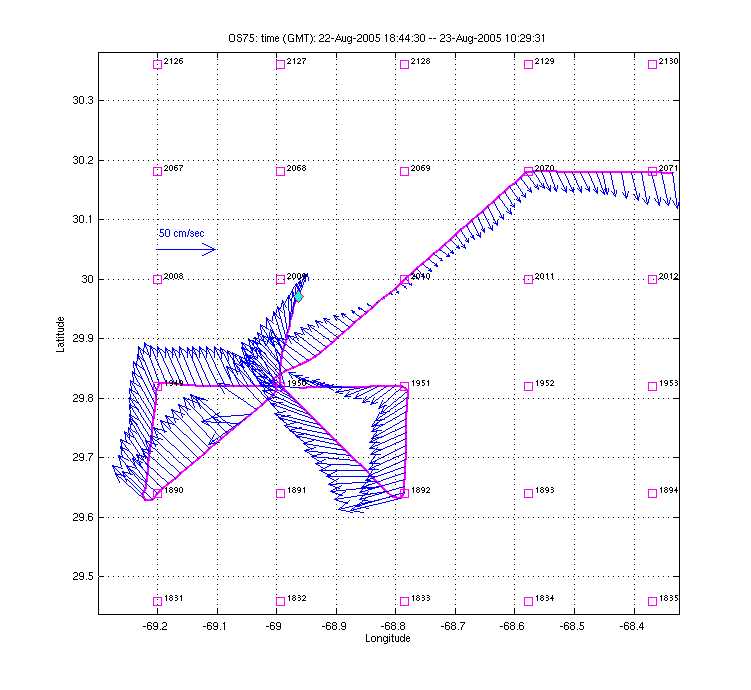 OS75: time (GMT): 22-Aug-2005 18:44:30 -- 23-Aug-2005 10:29:31
2126 2127 2128 2129 2130
30.3
30.2
2067 2068 2069 2070 2071
30.1
50 cm/sec
30
2008 2009 2040 2011 2012
29.9
1949 1950 1951 1952 1953
29.8
29.7
1890 1891 1892 1893 1894
29.6
29.5
1831 1832 1833 1834 1835
-69.2 -69.1 -69 -68.9 -68.8 -68.7 -68.6 -68.5 -68.4
Longitude
Latitude